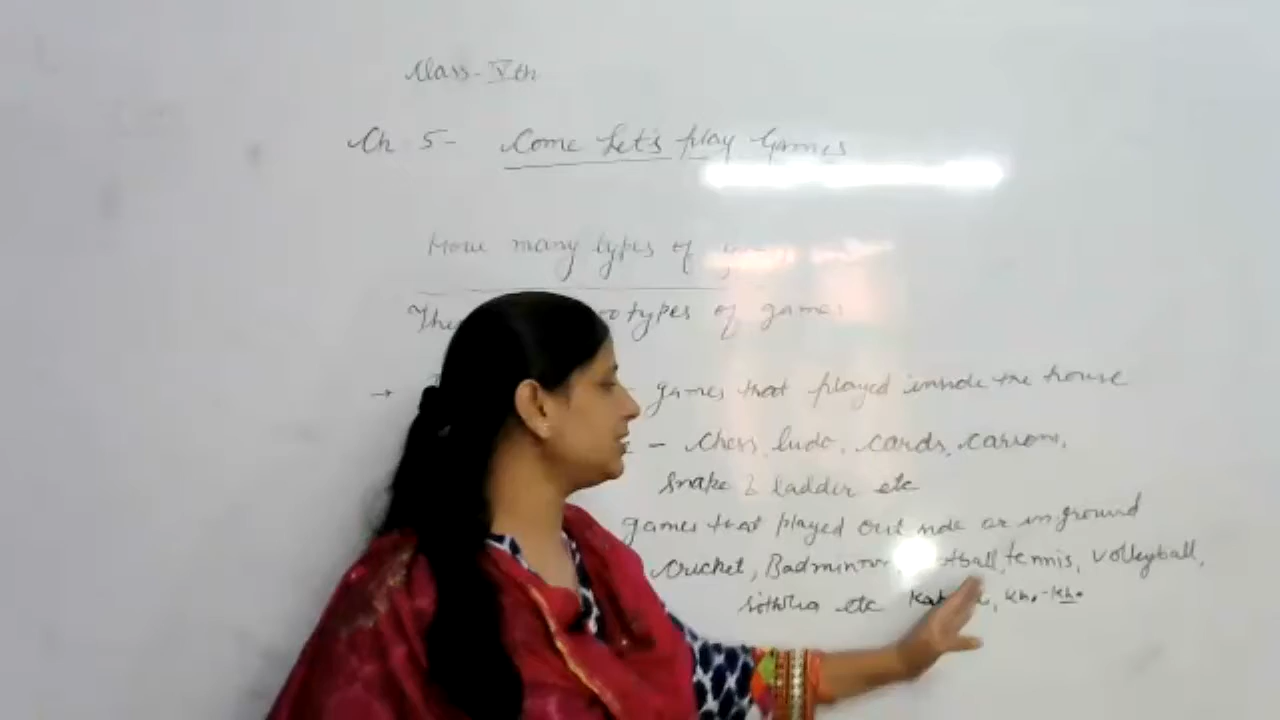 Class - Vth
Ch 5 - Come Let's Play Games
How many types of
types of games
→ games that played inside the house
- Chess, ludo, cards, carrom,
Snake & ladder etc
games that played out side or in ground
Cricket, Badminton, tennis, volleyball,
etc kho-kho